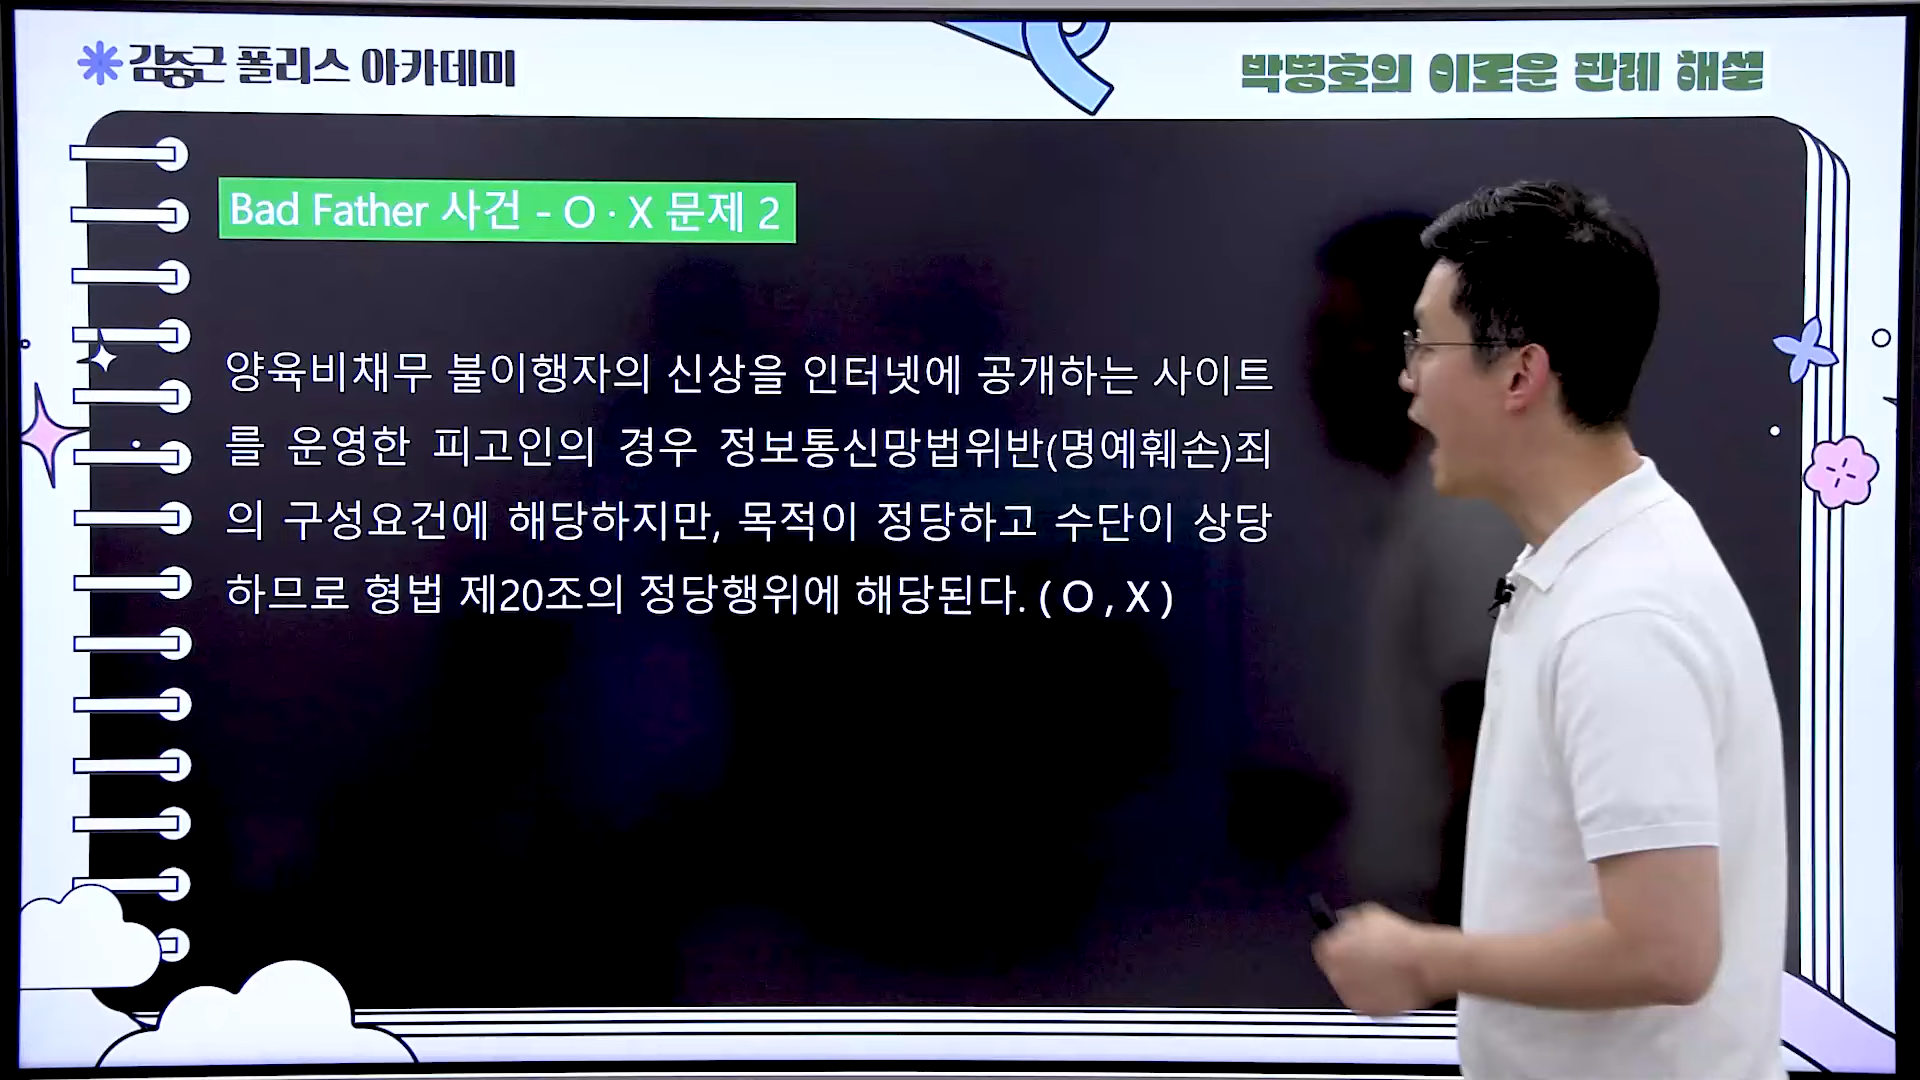 김중근 폴리스 아카데미
박병호의 이로운 판례 해설
Bad Father 사건 - O · X 문제 2
양육비채무 불이행자의 신상을 인터넷에 공개하는 사이트
를 운영한 피고인의 경우 정보통신망법위반(명예훼손)죄
의 구성요건에 해당하지만, 목적이 정당하고 수단이 상당
하므로 형법 제20조의 정당행위에 해당된다. ( O , X )